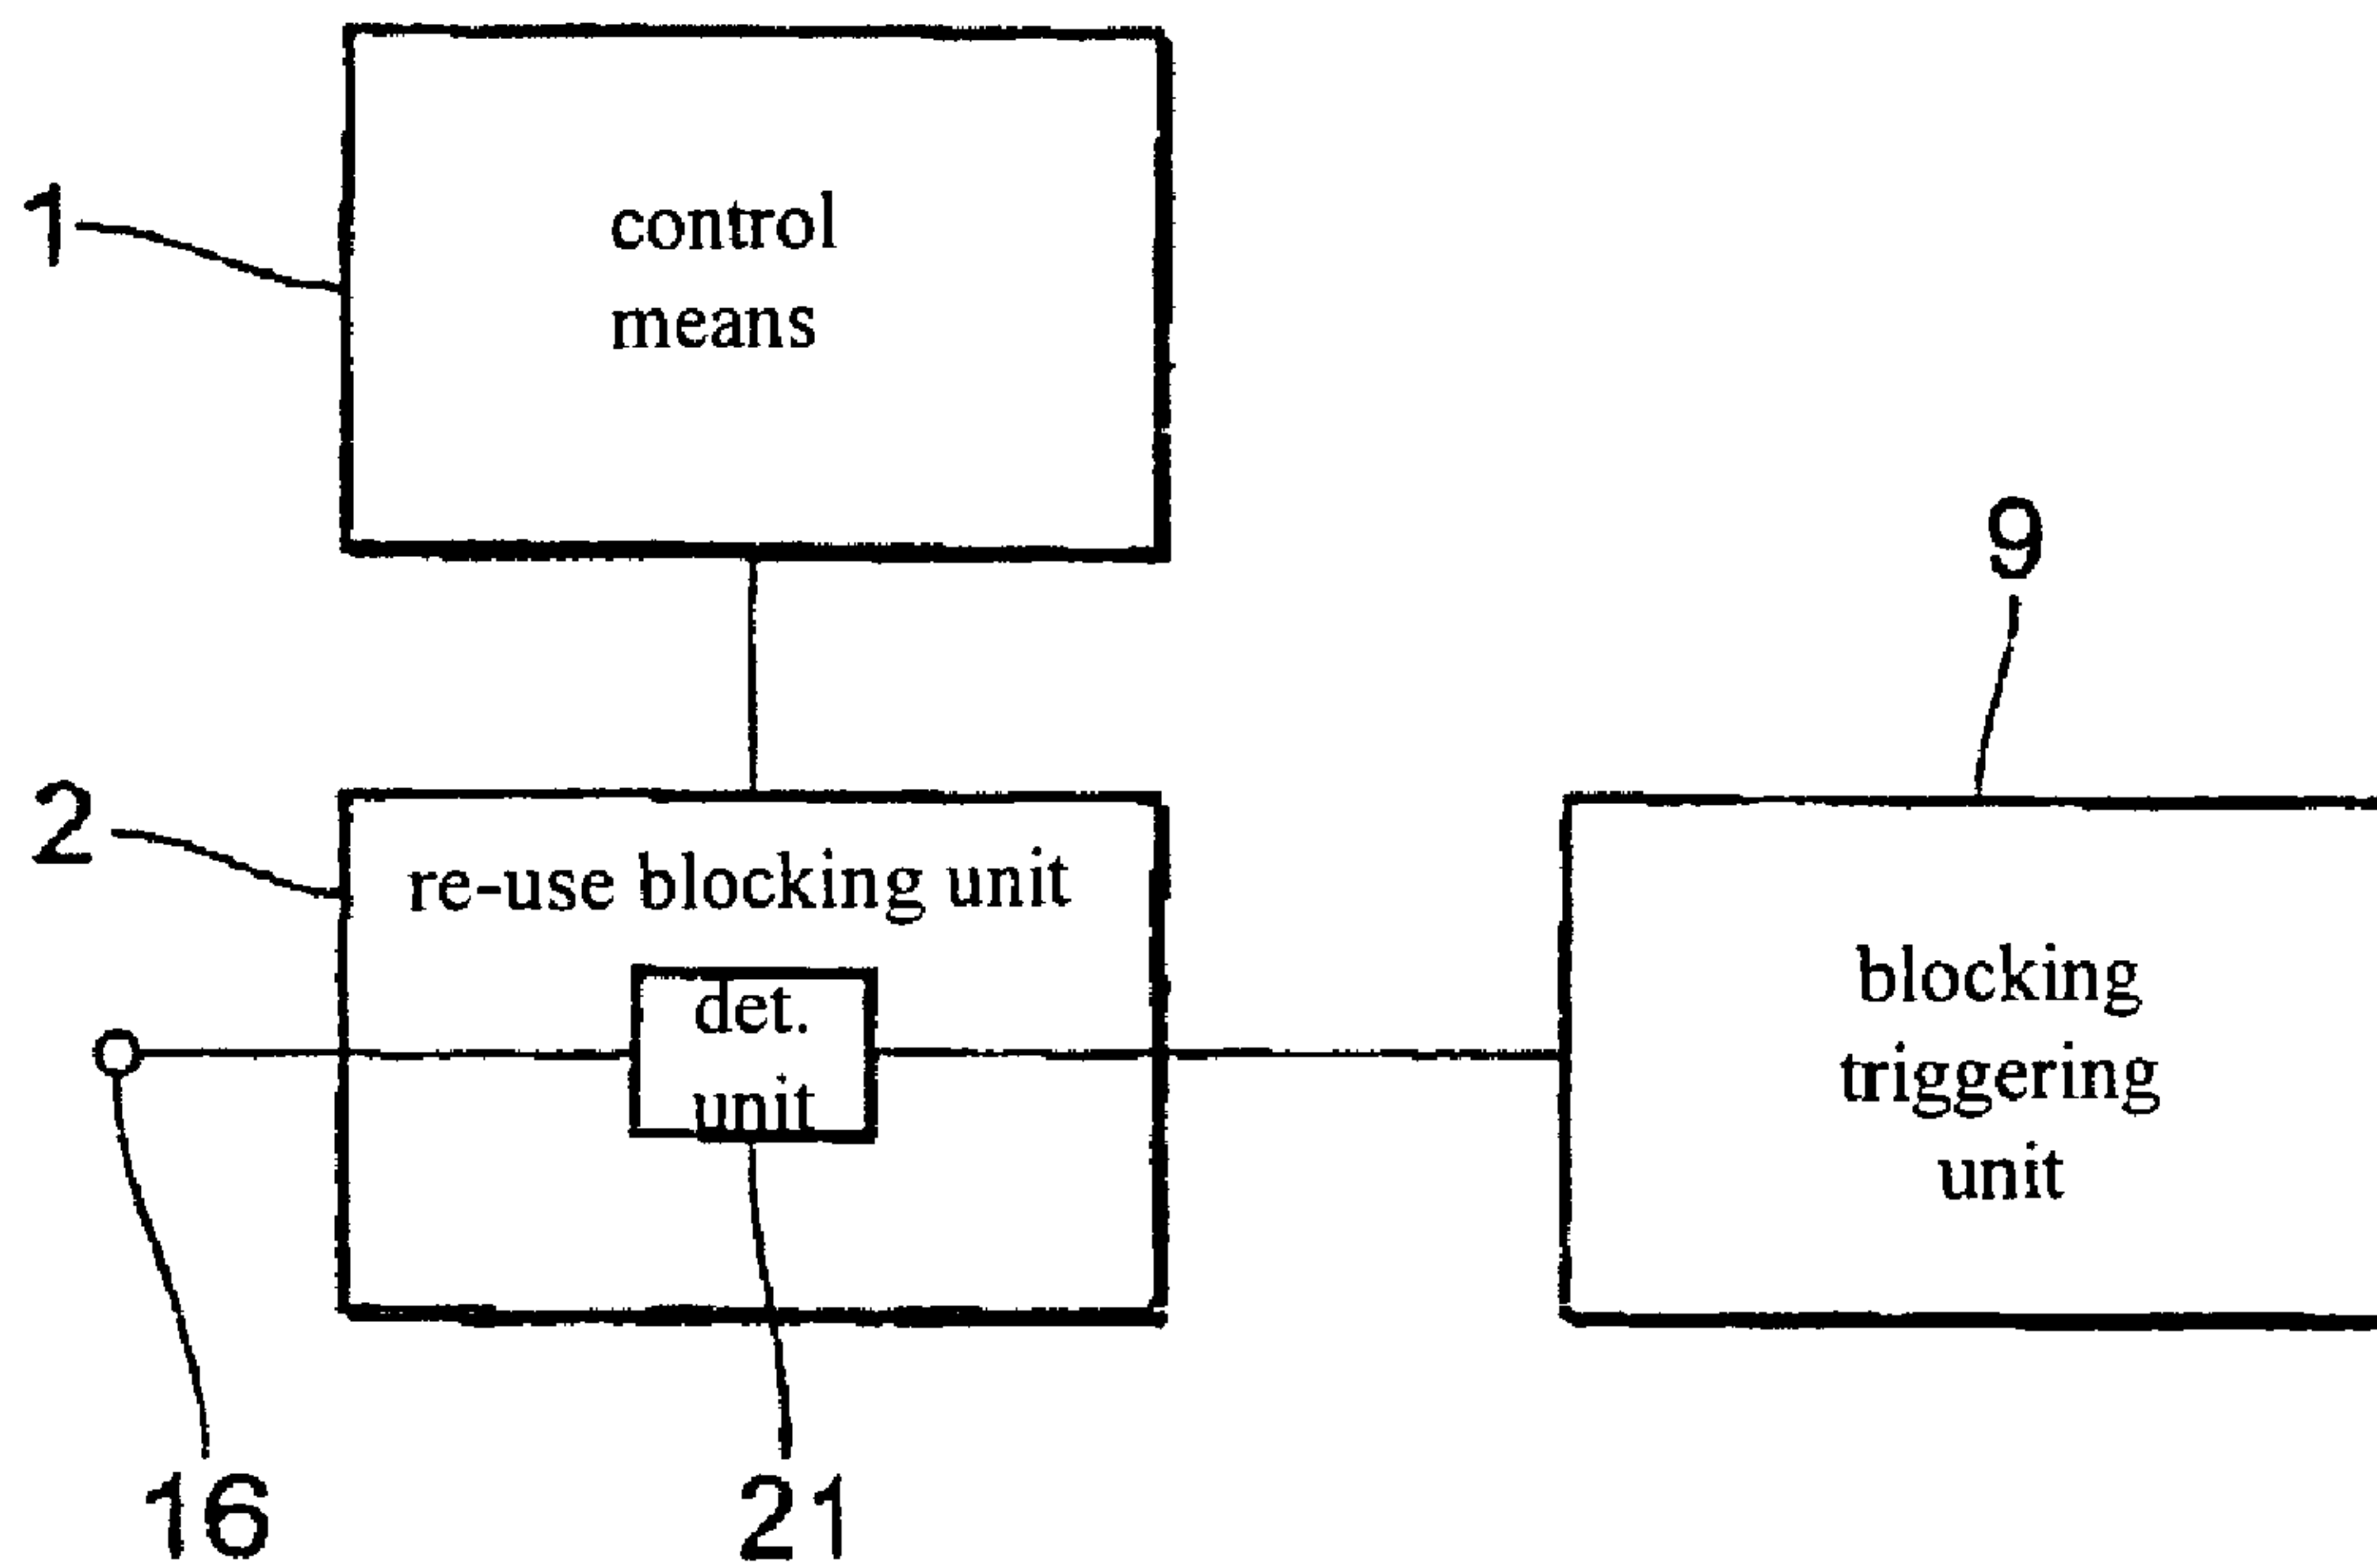 1
control
means
9
2
re-use blocking unit
det.
unit
blocking
triggering
unit
16
21